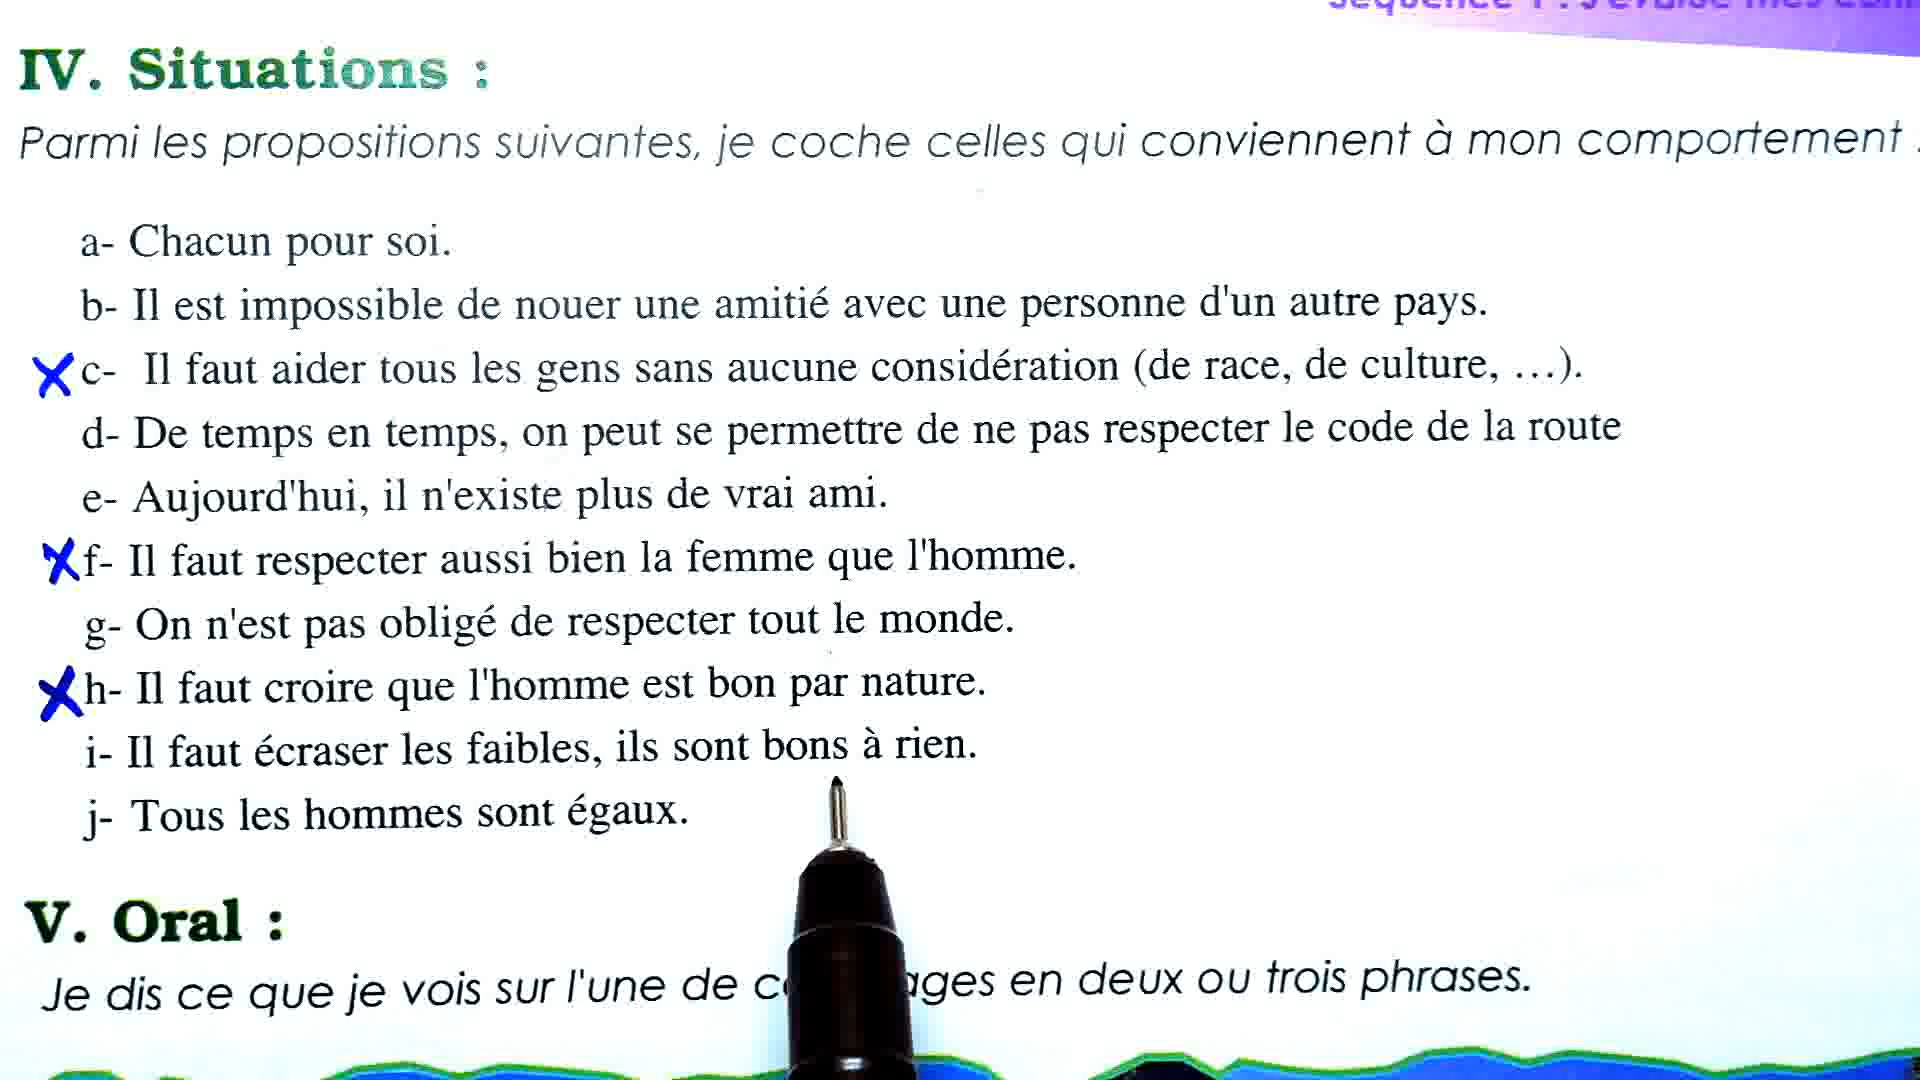 IV. Situations :
Parmi les propositions suivantes, je coche celles qui conviennent à mon comportement :
a- Chacun pour soi.
b- Il est impossible de nouer une amitié avec une personne d'un autre pays.
X c- Il faut aider tous les gens sans aucune considération (de race, de culture, …).
d- De temps en temps, on peut se permettre de ne pas respecter le code de la route
e- Aujourd'hui, il n'existe plus de vrai ami.
X f- Il faut respecter aussi bien la femme que l'homme.
g- On n'est pas obligé de respecter tout le monde.
X h- Il faut croire que l'homme est bon par nature.
i- Il faut écraser les faibles, ils sont bons à rien.
j- Tous les hommes sont égaux.
V. Oral :
Je dis ce que je vois sur l'une de en deux ou trois phrases.